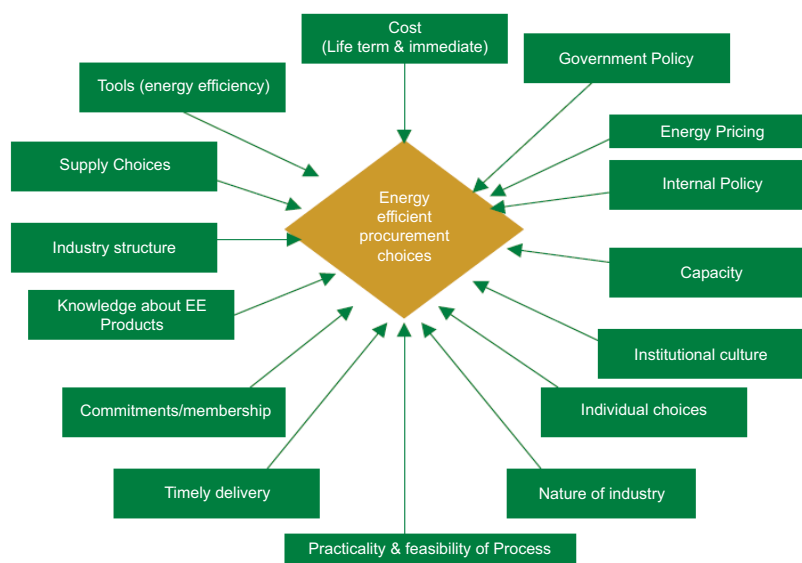 Cost
(Life term & immediate)
Government Policy
Tools (energy efficiency)
Energy Pricing
Supply Choices
Internal Policy
Energy
efficient
procurement
choices
Industry structure
Capacity
Knowledge about EE
Products
Institutional culture
Commitments/membership
Individual choices
Timely delivery
Nature of industry
Practicality & feasibility of Process